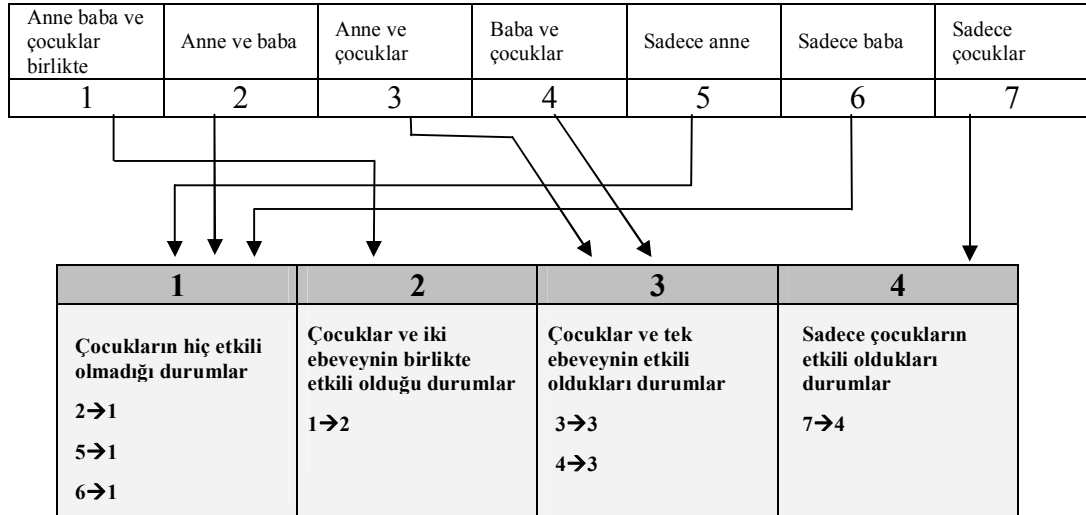 Anne baba ve
çocuklar
birlikte
Anne ve baba
Anne ve
çocuklar
Baba ve
çocuklar
Sadece anne
Sadece baba
Sadece
çocuklar
1 2 3 4 5 6 7
1 2 3 4
Çocukların hiç etkili
olmadığı durumlar
2→1
5→1
6→1
Çocuklar ve iki
ebeveynin birlikte
etkili olduğu durumlar
1→2
Çocuklar ve tek
ebeveynin etkili
oldukları durumlar
3→3
4→3
Sadece çocukların
etkili oldukları
durumlar
7→4